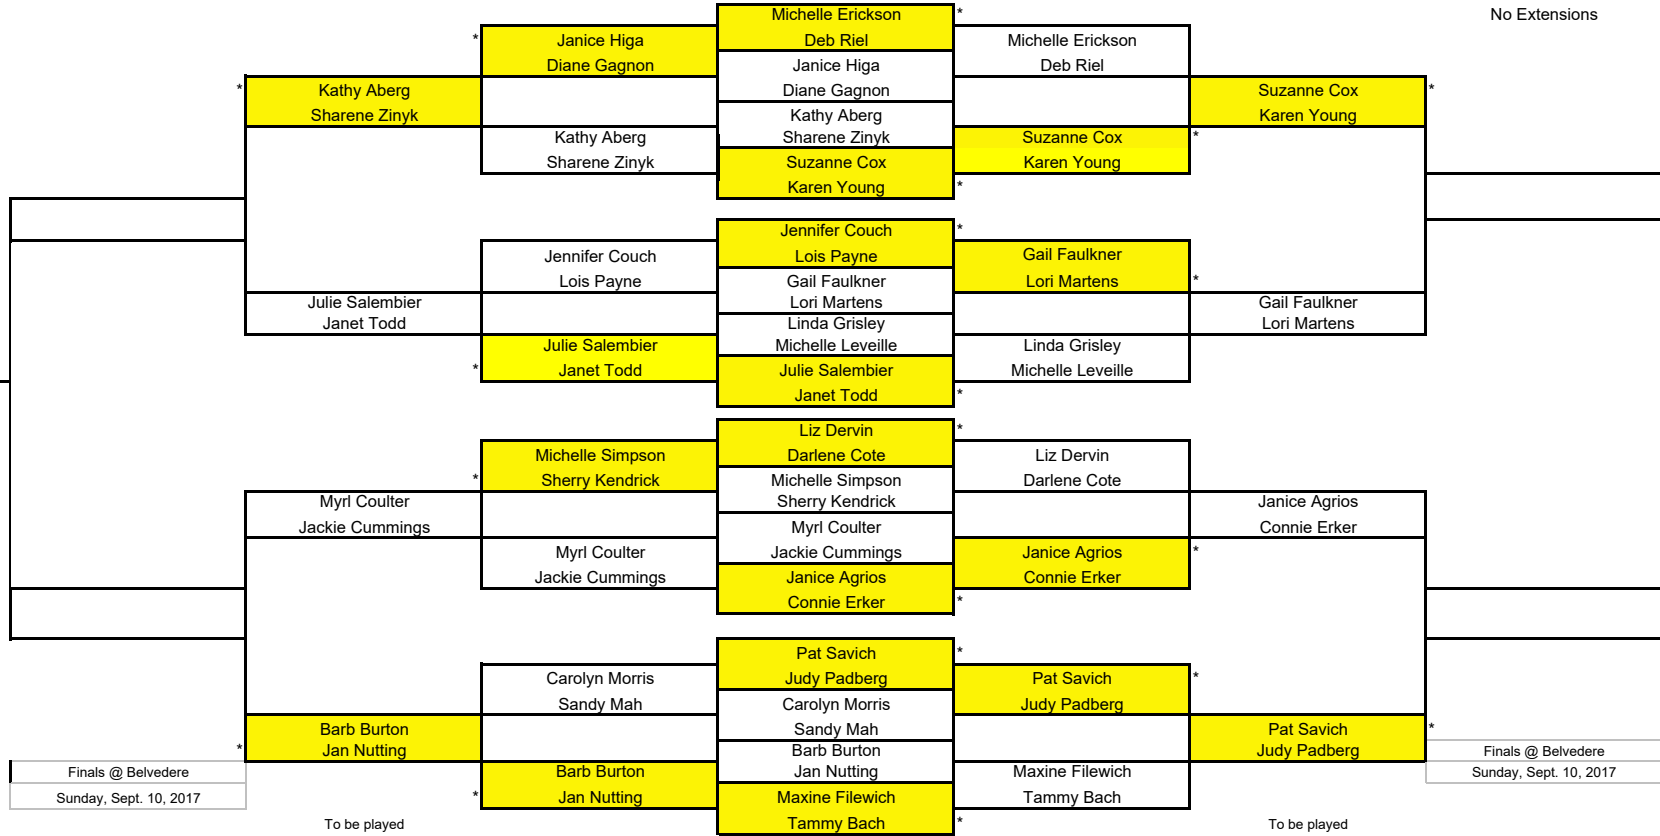 No Extensions
Michelle Erickson *
Deb Riel
Janice Higa
Diane Gagnon
Kathy Aberg
Sharene Zinyk
Suzanne Cox
Karen Young *
Jennifer Couch *
Lois Payne
Gail Faulkner
Lori Martens
Linda Grisley
Michelle Leveille
Julie Salembier
Janet Todd *
Liz Dervin *
Darlene Cote
Michelle Simpson
Sherry Kendrick
Myrl Coulter
Jackie Cummings
Janice Agrios
Connie Erker *
Pat Savich *
Judy Padberg
Carolyn Morris
Sandy Mah
Barb Burton
Jan Nutting
Maxine Filewich
Tammy Bach *
* Janice Higa
Diane Gagnon
Kathy Aberg
Sharene Zinyk
Jennifer Couch
Lois Payne
Julie Salembier
* Janet Todd
Michelle Simpson
* Sherry Kendrick
Myrl Coulter
Jackie Cummings
Carolyn Morris
Sandy Mah
Barb Burton
* Jan Nutting
* Kathy Aberg
Sharene Zinyk
Julie Salembier
Janet Todd
Myrl Coulter
Jackie Cummings
Barb Burton
* Jan Nutting
To be played
Finals @ Belvedere
Sunday, Sept. 10, 2017
Michelle Erickson
Deb Riel
Suzanne Cox *
Karen Young
Gail Faulkner
Lori Martens *
Linda Grisley
Michelle Leveille
Liz Dervin
Darlene Cote
Janice Agrios *
Connie Erker
Pat Savich *
Judy Padberg
Maxine Filewich
Tammy Bach
Suzanne Cox *
Karen Young
Gail Faulkner
Lori Martens
Janice Agrios
Connie Erker
Pat Savich *
Judy Padberg
To be played
Finals @ Belvedere
Sunday, Sept. 10, 2017